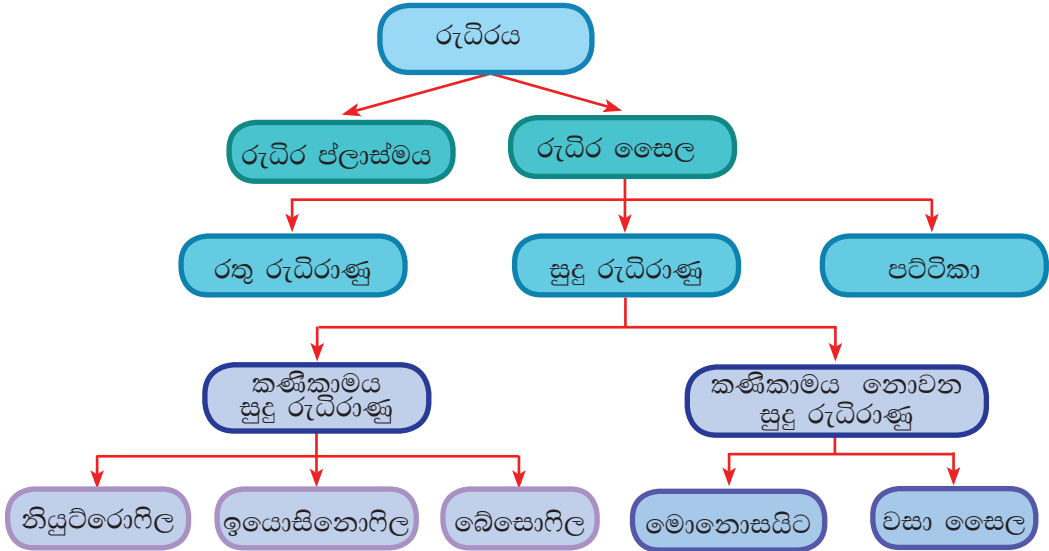 රුධිරය
රුධිර ප්ලාස්මය
රුධිර සෛල
රතු රුධිරාණු
සුදු රුධිරාණු
පට්ටිකා
කණිකාමය
සුදු රුධිරාණු
කණිකාමය නොවන
සුදු රුධිරාණු
නියුට්රොෆිල
ඉයොසිනොෆිල
බේසොෆිල
මොනොසයිට
වසා සෛල